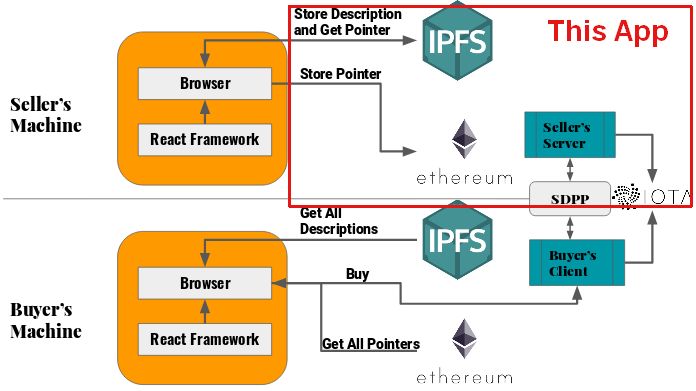 Store Description
and Get Pointer
IPFS
This App
Browser
Store Pointer
Seller's
Machine
React Framework
ethereum
Seller's
Server
SDPP
IOTA
Get All
Descriptions
IPFS
Buyer's
Client
Browser
Buy
Buyer's
Machine
React Framework
Get All Pointers
ethereum